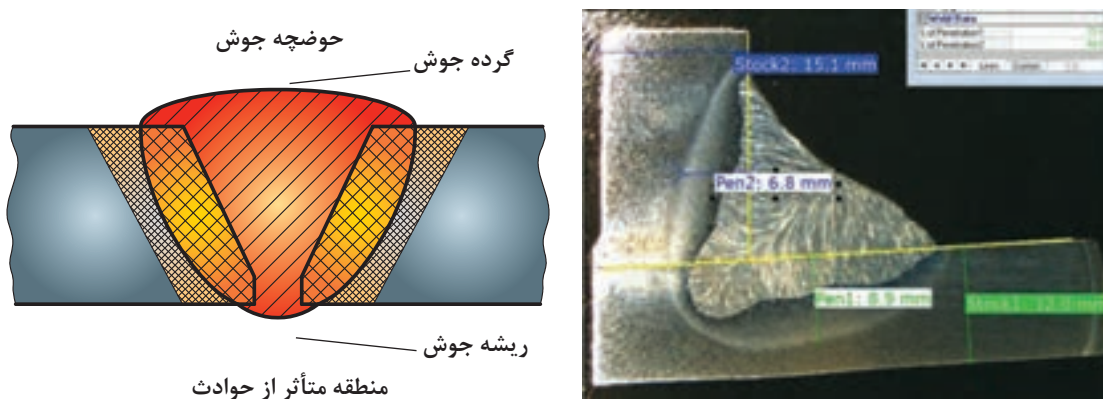 حوضچه جوش
گرده جوش
ریشه جوش
منطقه متأثر از حوادث
Stock2: 15.1 mm
Pen2: 6.8 mm
Pen1: 8.9 mm